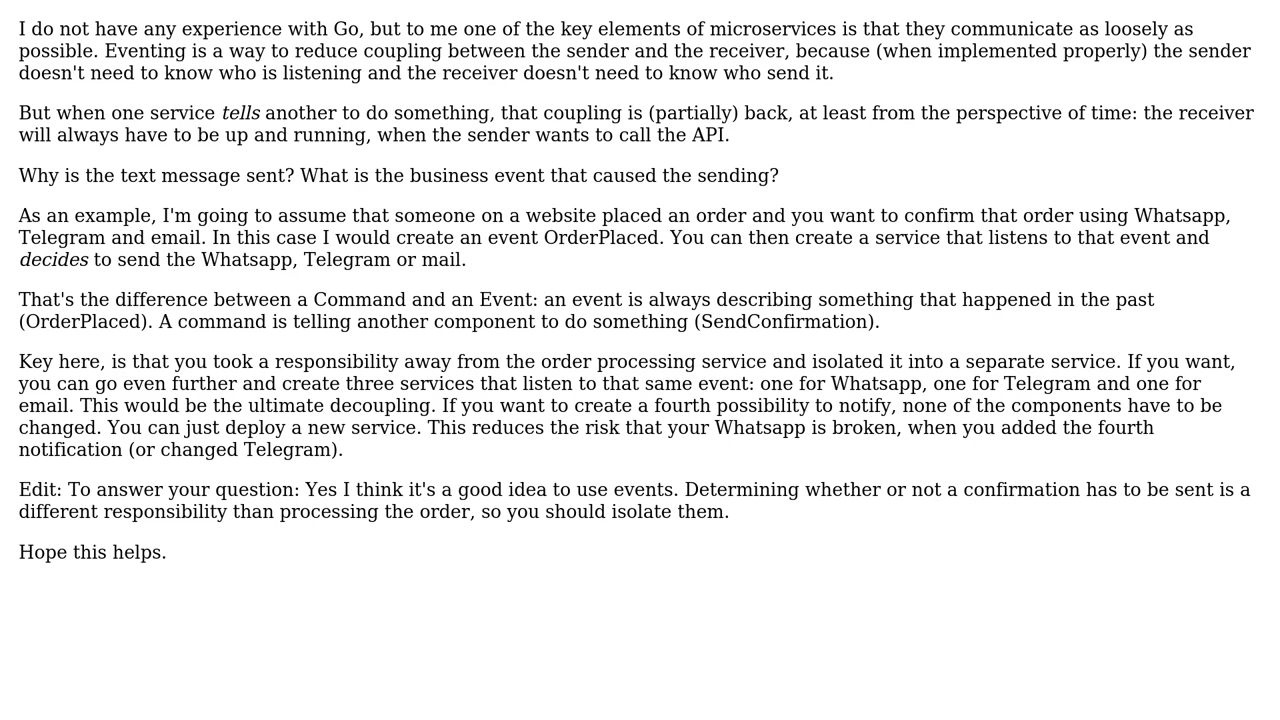 I do not have any experience with Go, but to me one of the key elements of microservices is that they communicate as loosely as
possible. Eventing is a way to reduce coupling between the sender and the receiver, because (when implemented properly) the sender
doesn't need to know who is listening and the receiver doesn't need to know who send it.
But when one service tells another to do something, that coupling is (partially) back, at least from the perspective of time: the receiver
will always have to be up and running, when the sender wants to call the API.
Why is the text message sent? What is the business event that caused the sending?
As an example, I'm going to assume that someone on a website placed an order and you want to confirm that order using Whatsapp,
Telegram and email. In this case I would create an event OrderPlaced. You can then create a service that listens to that event and
decides to send the Whatsapp, Telegram or mail.
That's the difference between a Command and an Event: an event is always describing something that happened in the past
(OrderPlaced). A command is telling another component to do something (SendConfirmation).
Key here, is that you took a responsibility away from the order processing service and isolated it into a separate service. If you want,
you can go even further and create three services that listen to that same event: one for Whatsapp, one for Telegram and one for
email. This would be the ultimate decoupling. If you want to create a fourth possibility to notify, none of the components have to be
changed. You can just deploy a new service. This reduces the risk that your Whatsapp is broken, when you added the fourth
notification (or changed Telegram).
Edit: To answer your question: Yes I think it's a good idea to use events. Determining whether or not a confirmation has to be sent is a
different responsibility than processing the order, so you should isolate them.
Hope this helps.